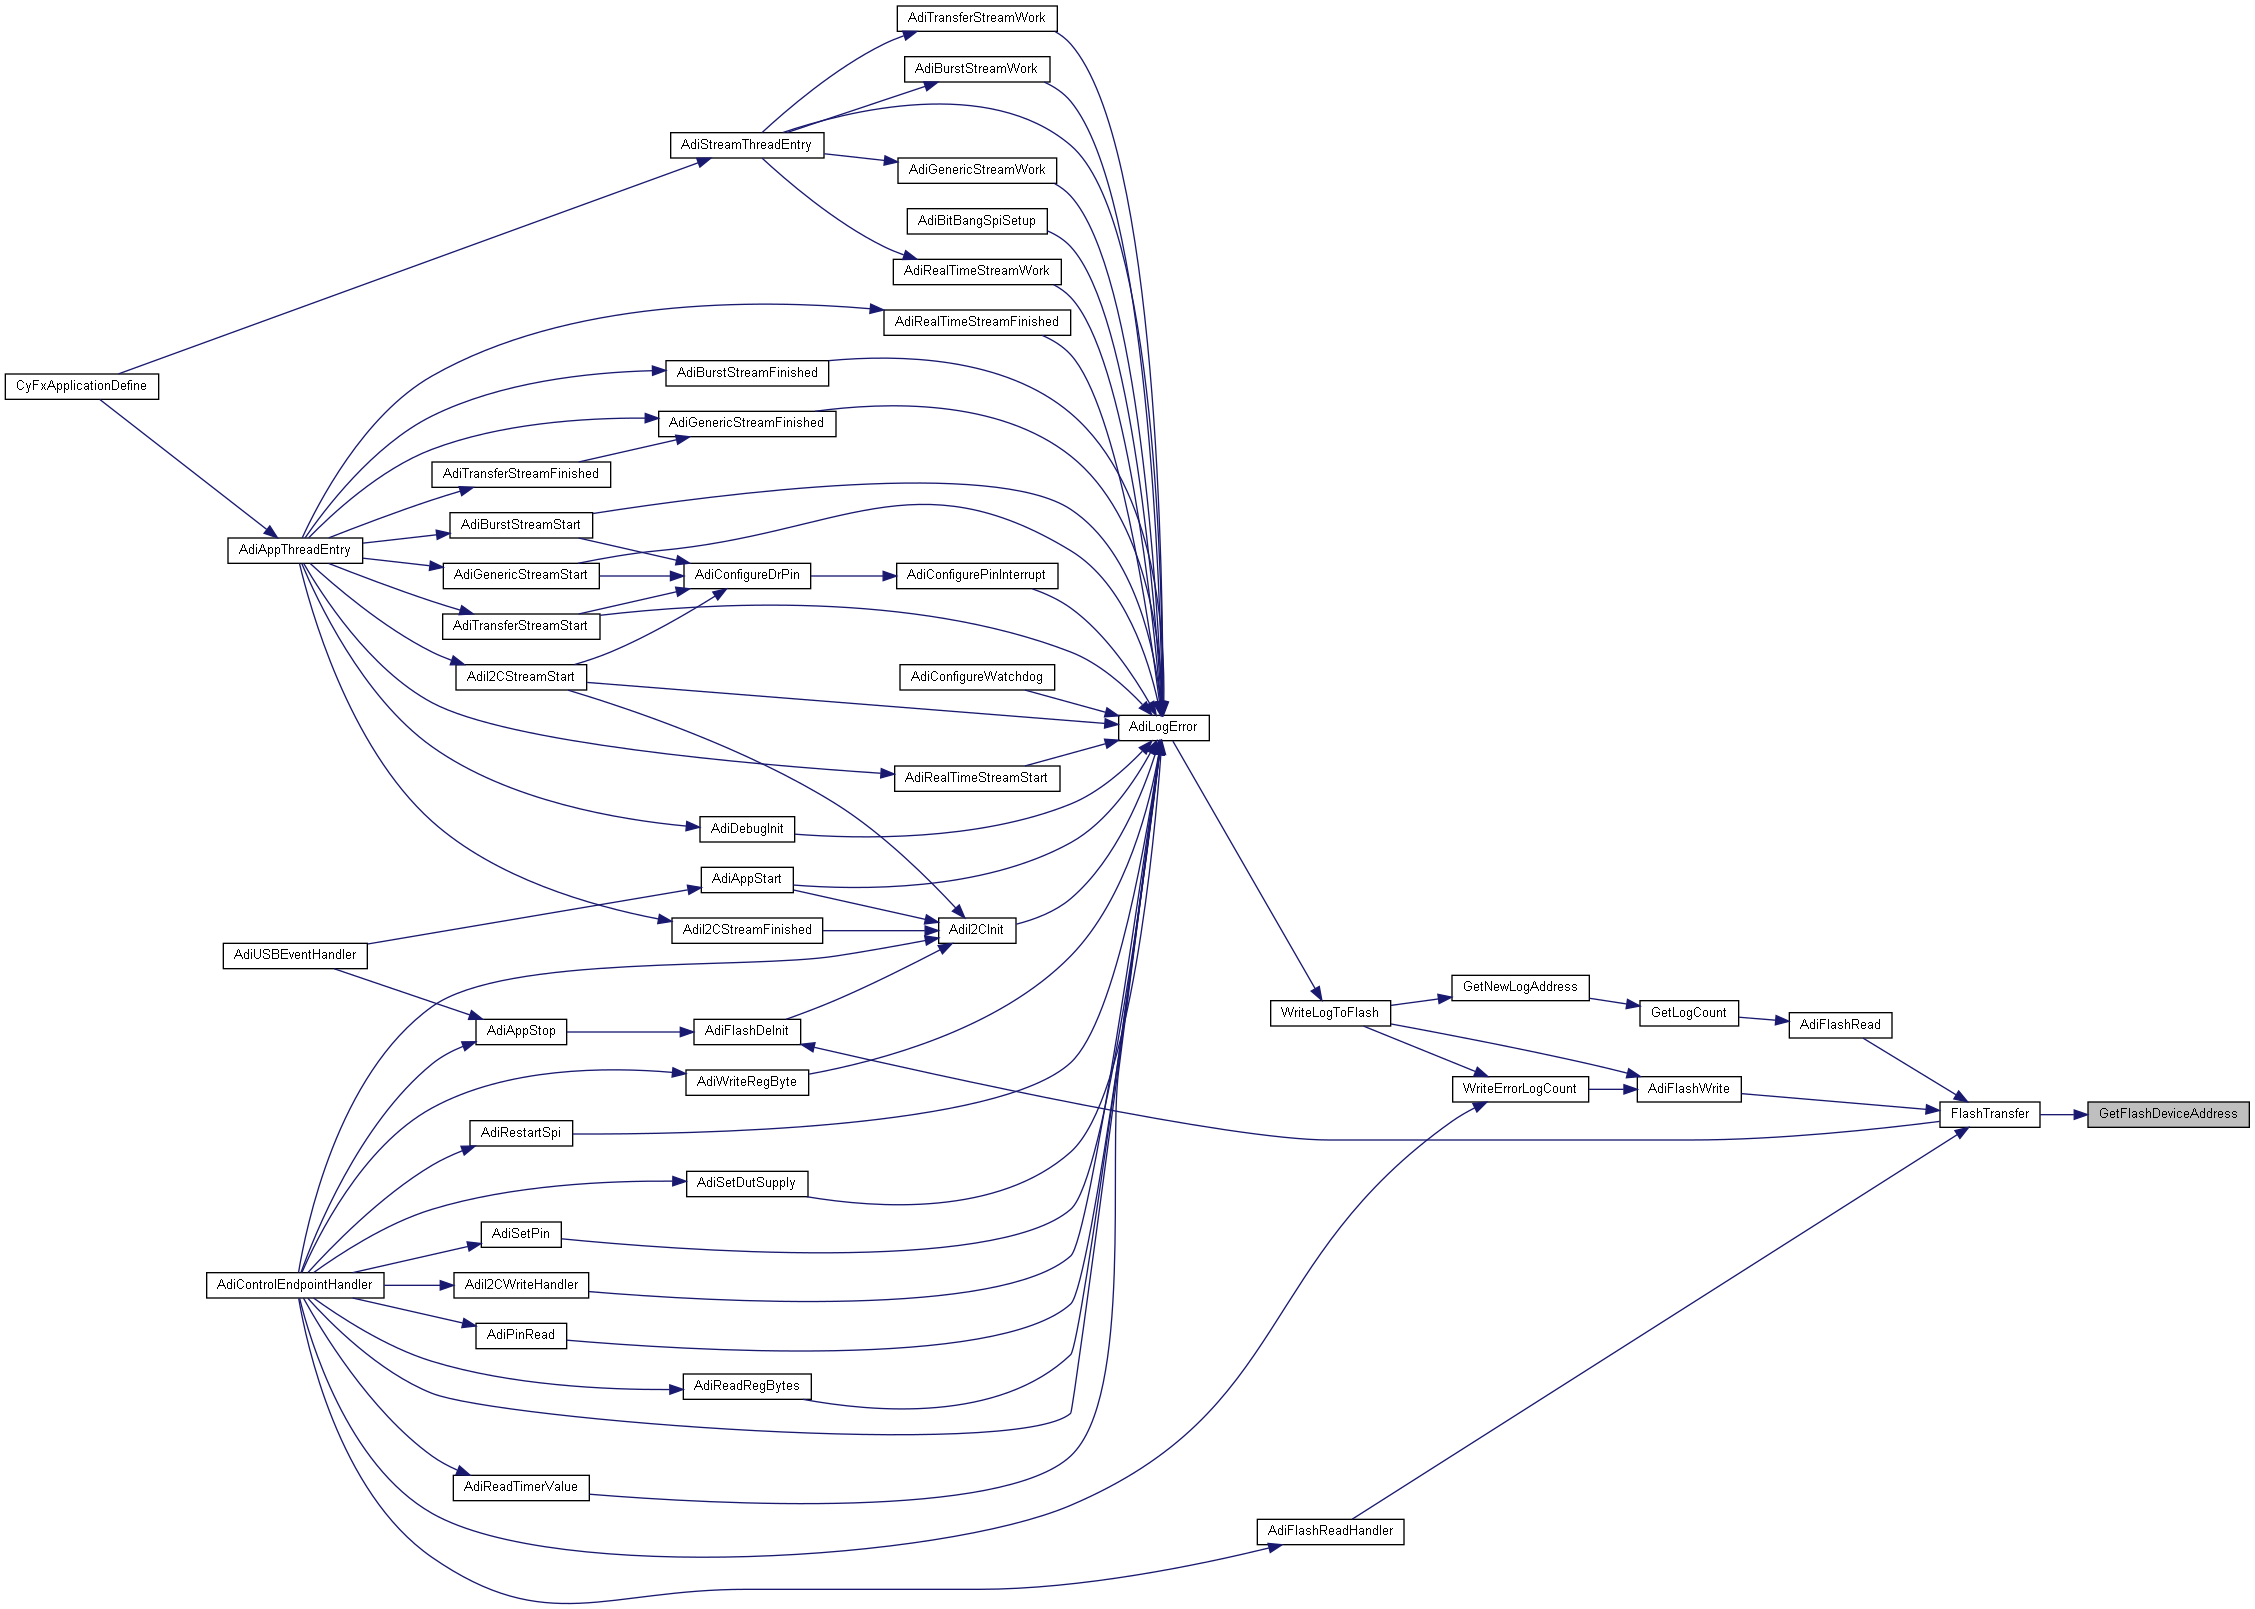 AdiTransferStreamWork
AdiBurstStreamWork
AdiStreamThreadEntry
AdiGenericStreamWork
AdiBitBangSpiSetup
AdiRealTimeStreamWork
AdiRealTimeStreamFinished
AdiBurstStreamFinished
CyFxApplicationDefine
AdiGenericStreamFinished
AdiTransferStreamFinished
AdiBurstStreamStart
AdiAppThreadEntry
AdiGenericStreamStart
AdiConfigureDrPin
AdiConfigurePinInterrupt
AdiTransferStreamStart
AdiI2CStreamStart
AdiConfigureWatchdog
AdiLogError
AdiRealTimeStreamStart
AdiDebugInit
AdiAppStart
AdiI2CStreamFinished
AdiI2CInit
AdiUSBEventHandler
GetNewLogAddress
WriteLogToFlash
GetLogCount
AdiFlashRead
AdiAppStop
AdiFlashDeInit
AdiWriteRegByte
WriteErrorLogCount
AdiFlashWrite
FlashTransfer
GetFlashDeviceAddress
AdiRestartSpi
AdiSetDutSupply
AdiSetPin
AdiControlEndpointHandler
AdiI2CWriteHandler
AdiPinRead
AdiReadRegBytes
AdiReadTimerValue
AdiFlashReadHandler